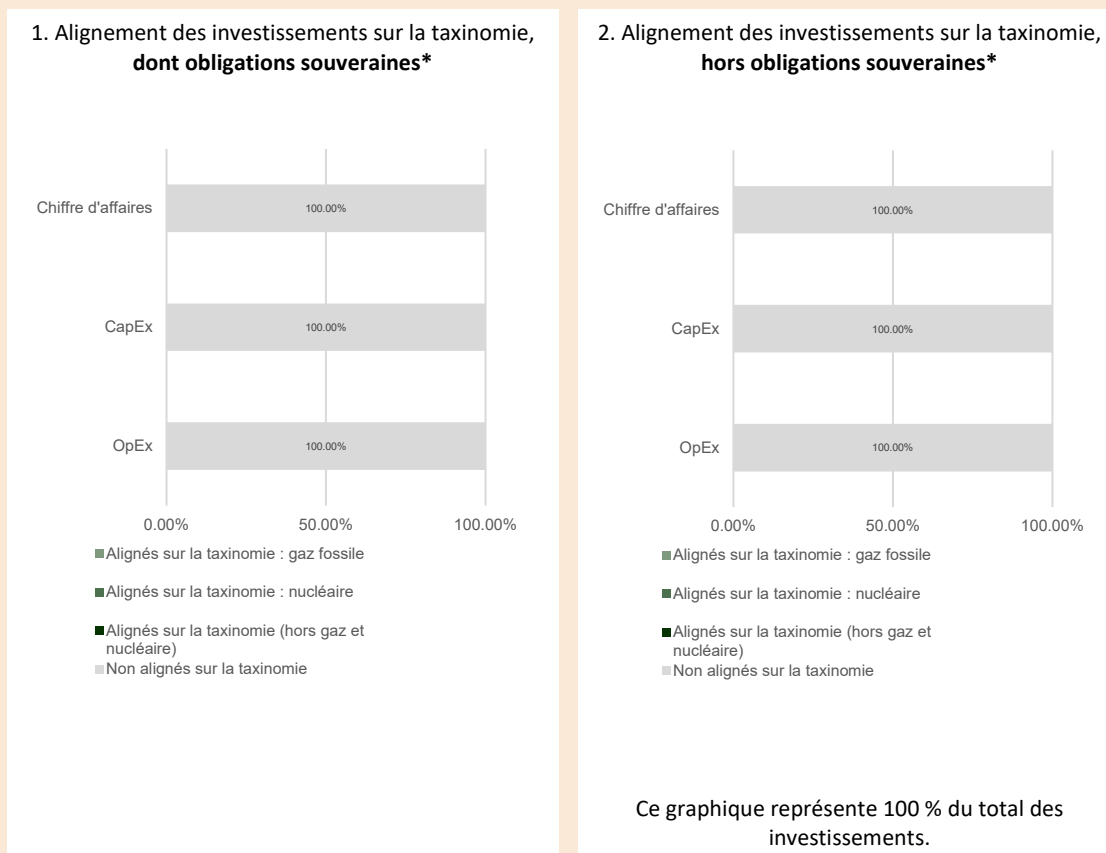 1. Alignement des investissements sur la taxinomie,
dont obligations souveraines*
Chiffre d'affaires
100.00%
CapEx
100.00%
OpEx
100.00%
0.00%
50.00%
100.00%
Alignés sur la taxinomie : gaz fossile
Alignés sur la taxinomie : nucléaire
Alignés sur la taxinomie (hors gaz et
nucléaire)
Non alignés sur la taxinomie
2. Alignement des investissements sur la taxinomie,
hors obligations souveraines*
Chiffre d'affaires
100.00%
CapEx
100.00%
OpEx
100.00%
0.00%
50.00%
100.00%
Alignés sur la taxinomie : gaz fossile
Alignés sur la taxinomie : nucléaire
Alignés sur la taxinomie (hors gaz et
nucléaire)
Non alignés sur la taxinomie
Ce graphique représente 100 % du total des
investissements.